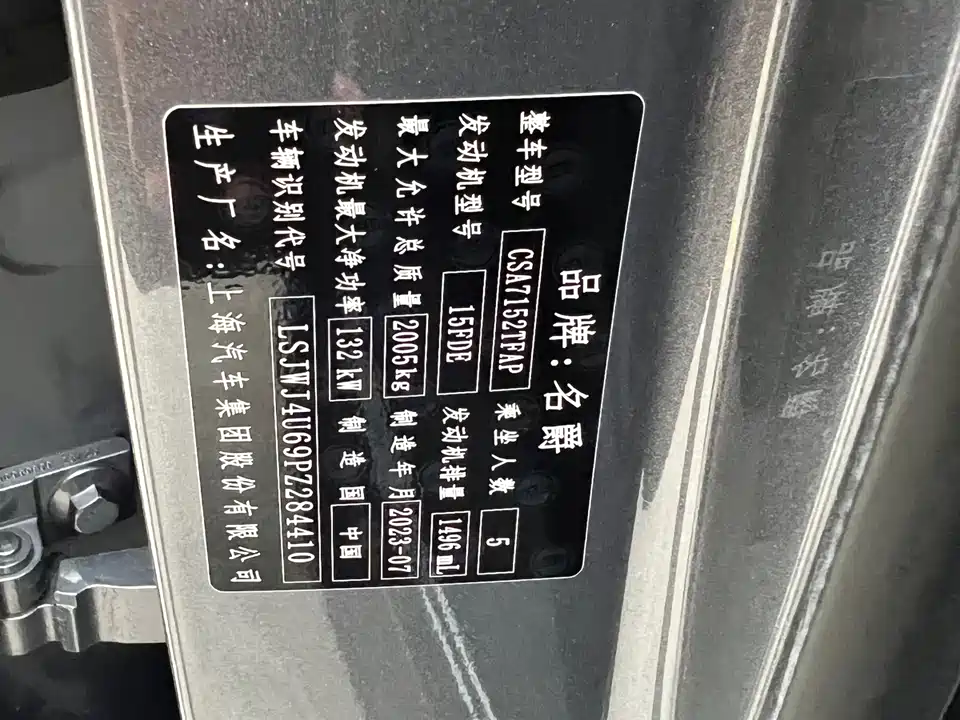 品牌：名爵
整车型号 CSA7152TFAP 乘坐人数 5
发动机型号 15FDE 发动机排量 1496 mL
最大允许总质量 2005kg 制造年月 2023-07
发动机最大净功率 132 kW 制造国 中国
车辆识别代号 LSJWJ4U69PZ284410
生产厂名：上海汽车集团股份有限公司